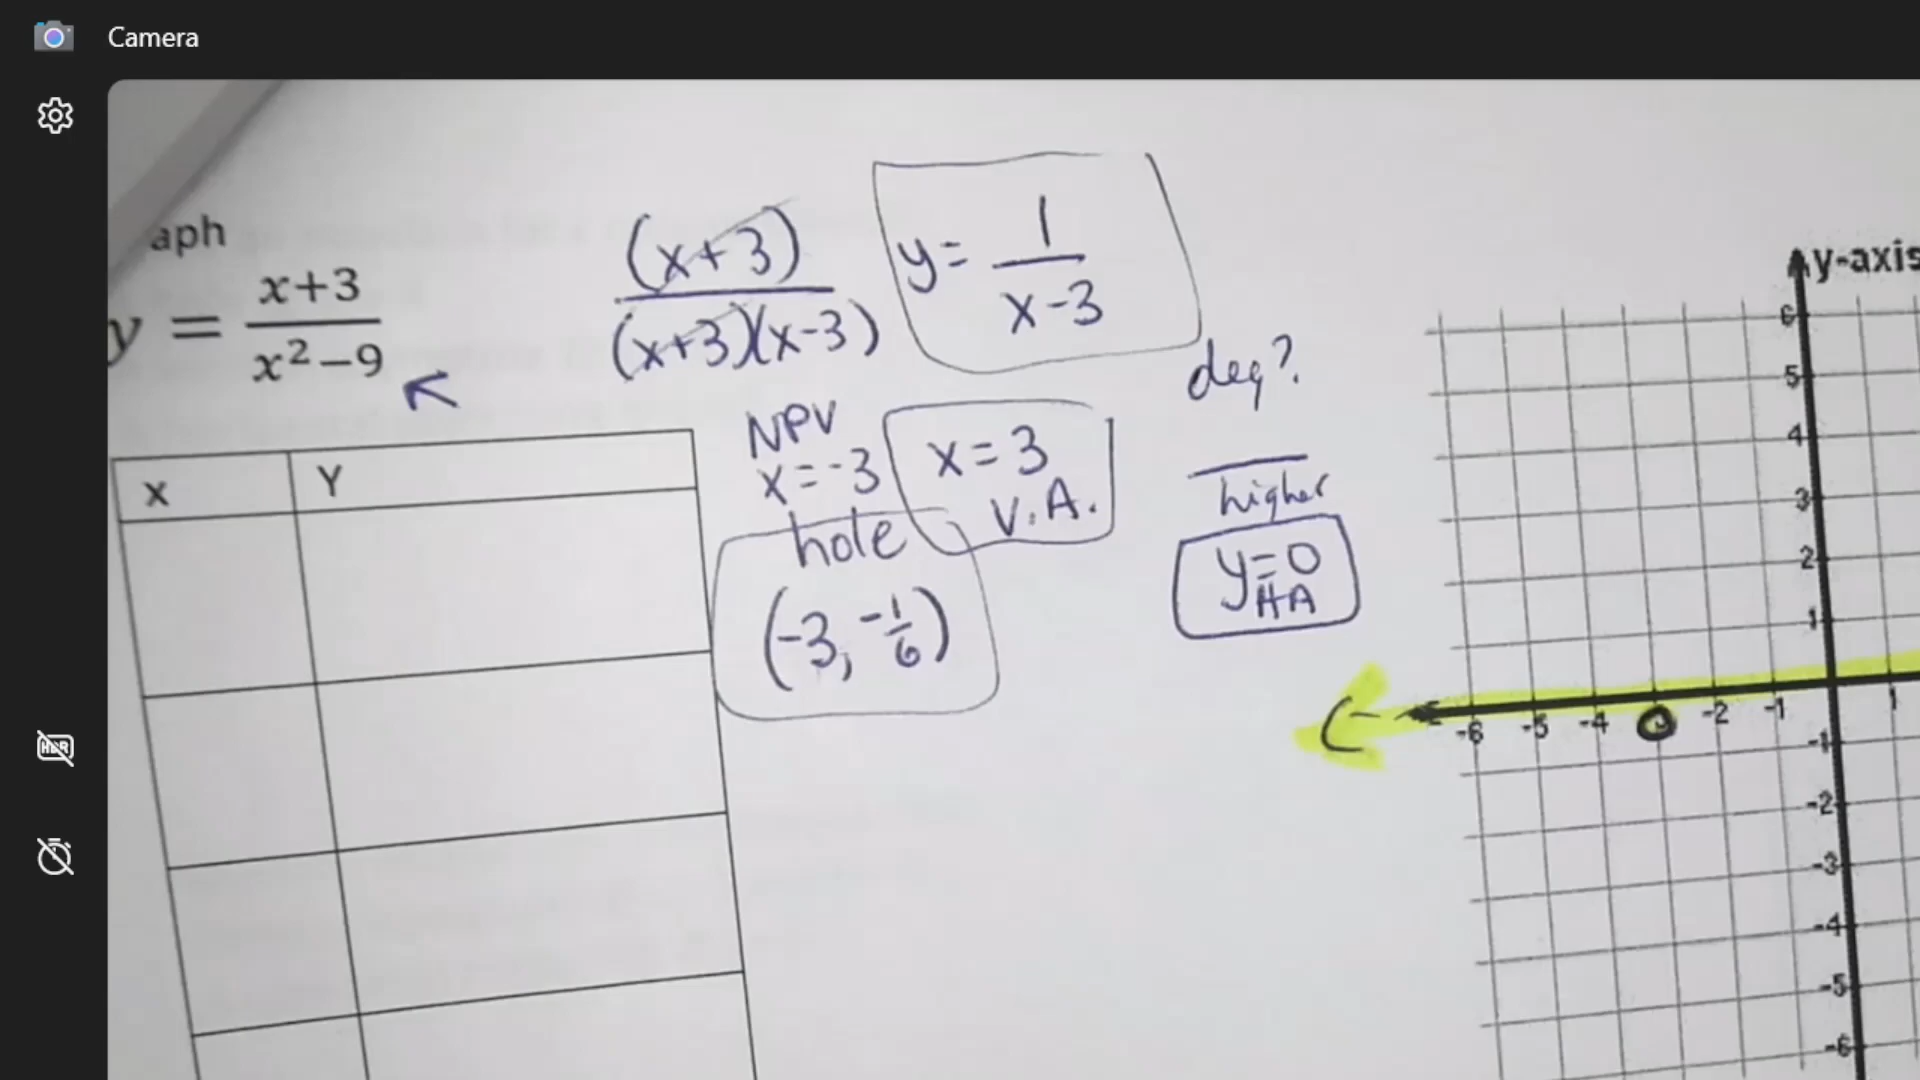 Camera
aph
y = x+3 / x²−9
(x+3) / (x+3)(x-3)
y = 1 / x-3
NPV
x = -3
hole
(-3, -1/6)
x = 3
V.A.
deg?
higher
y=0
HA
X Y
y-axis
6
5
4
3
2
1
-6 -5 -4 -2 -1 1
-1
-2
-3
-4
-5
-6
HDR